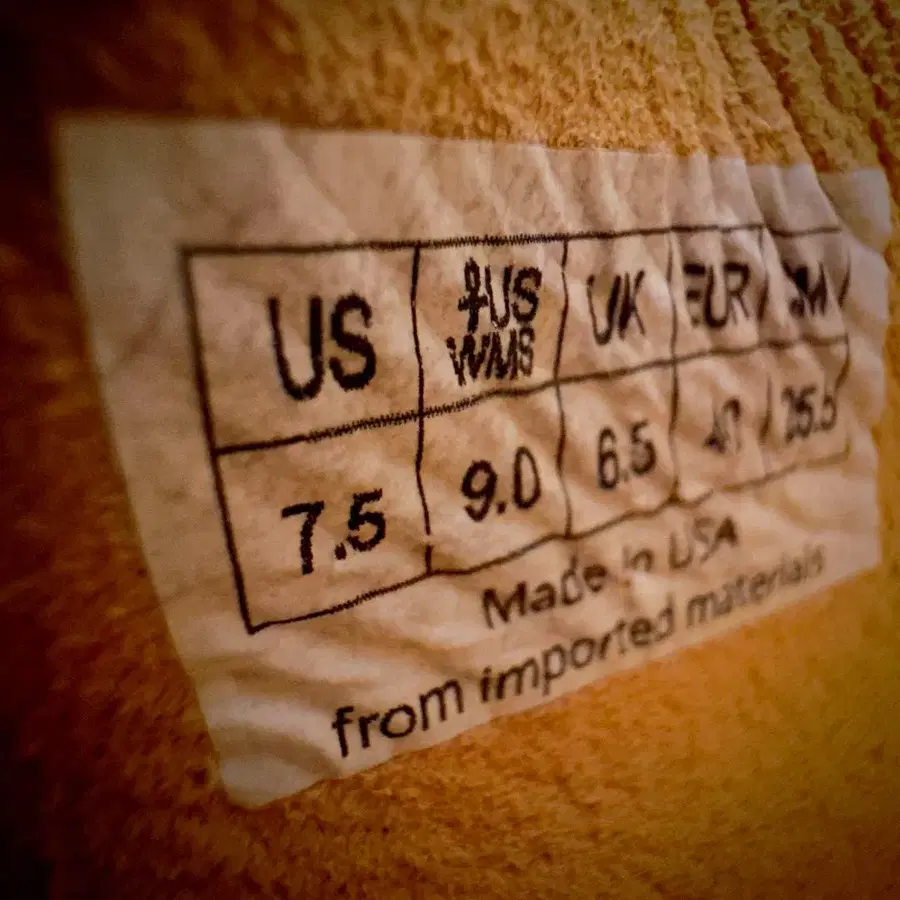 US ♀US WMS UK EUR CM
7.5 9.0 6.5 25.5
Made in USA
from imported materials